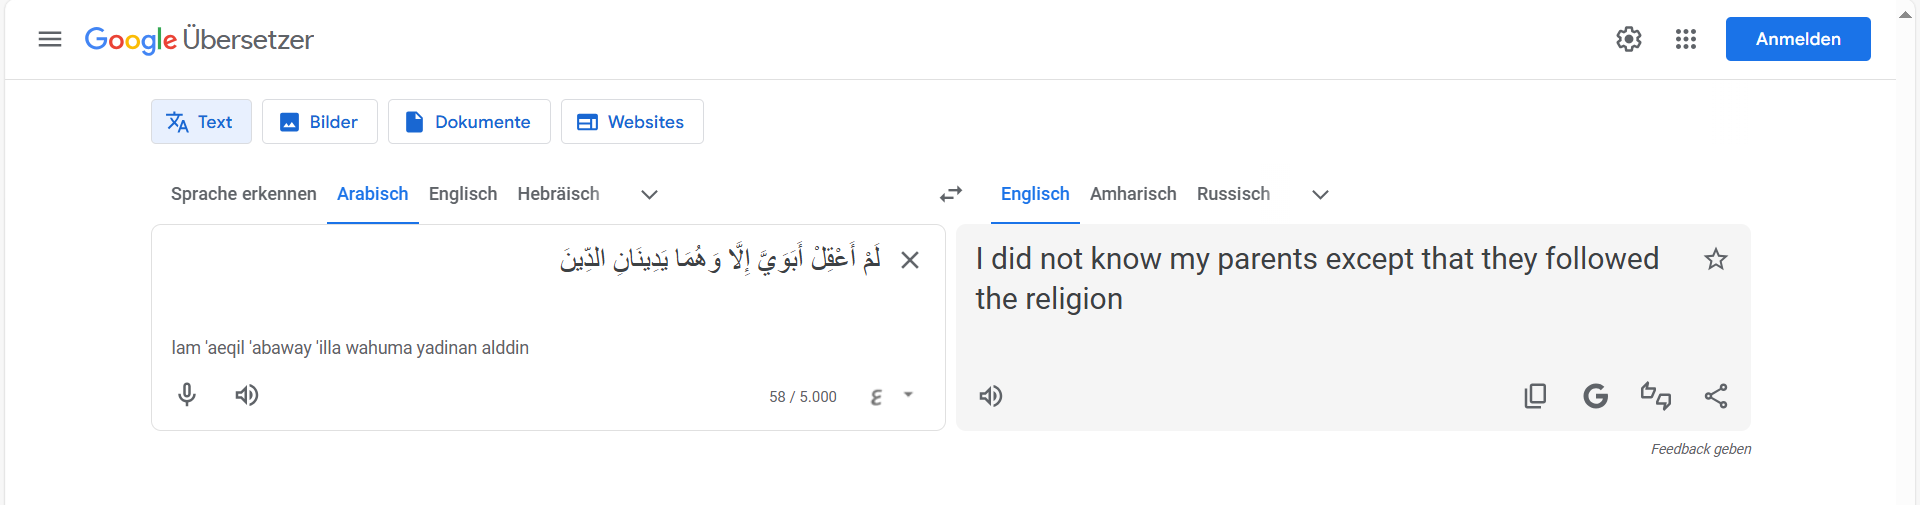 Google Übersetzer
Anmelden
Text
Bilder
Dokumente
Websites
Sprache erkennen
Arabisch
Englisch
Hebräisch
Englisch
Amharisch
Russisch
لَمْ أَعْقِلْ أَبَوَيَّ إِلَّا وَهُمَا يَدِينَانِ الدِّينَ
lam 'aeqil 'abaway 'illa wahuma yadinan alddin
58 / 5.000
ع
I did not know my parents except that they followed
the religion
G
Feedback geben